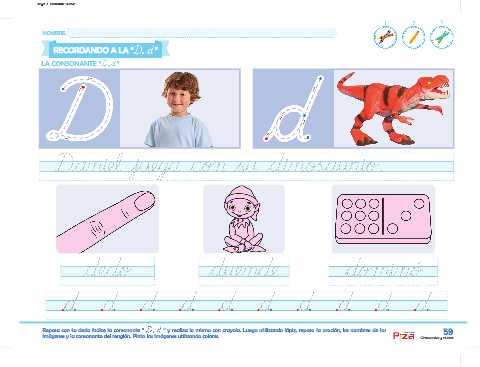 NOMBRE:
RECORDANDO A LA "D, d"
LA CONSONANTE "D, d"
D
d
Daniel juega con su dinosaurio.
dedo
duende
dominó
d d d d d d d d d d
Repasa con tu dedo índice la consonante "D, d" y realiza lo mismo con crayola. Luego utilizando lápiz, repasa la oración, los nombres de las
imágenes y la consonante del renglón. Pinta las imágenes utilizando colores.
59